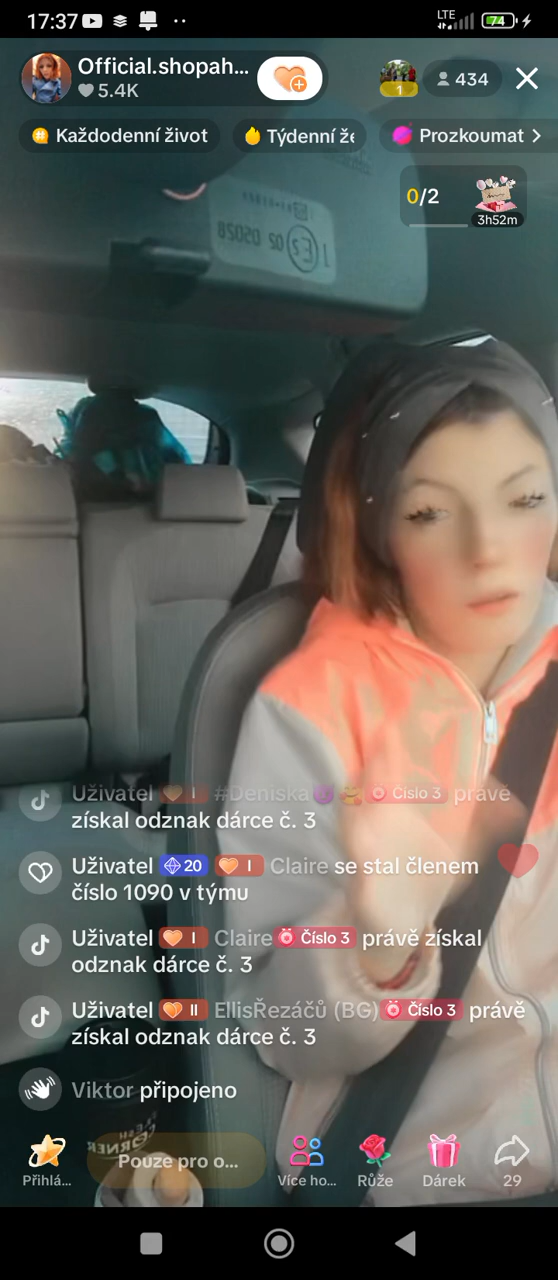 17:37
LTE
74
Official.shopah...
5.4K
1
434
Každodenní život
Týdenní že
Prozkoumat
0/2
3h52m
Uživatel I #Deniska 😈 🥰 Číslo 3 právě
získal odznak dárce č. 3
Uživatel 20 I Claire se stal členem
číslo 1090 v týmu
Uživatel I Claire Číslo 3 právě získal
odznak dárce č. 3
Uživatel II EllisŘezáčů (BG) Číslo 3 právě
získal odznak dárce č. 3
Viktor připojeno
CORNER
Přihlá...
Pouze pro o...
Více ho...
Růže
Dárek
29